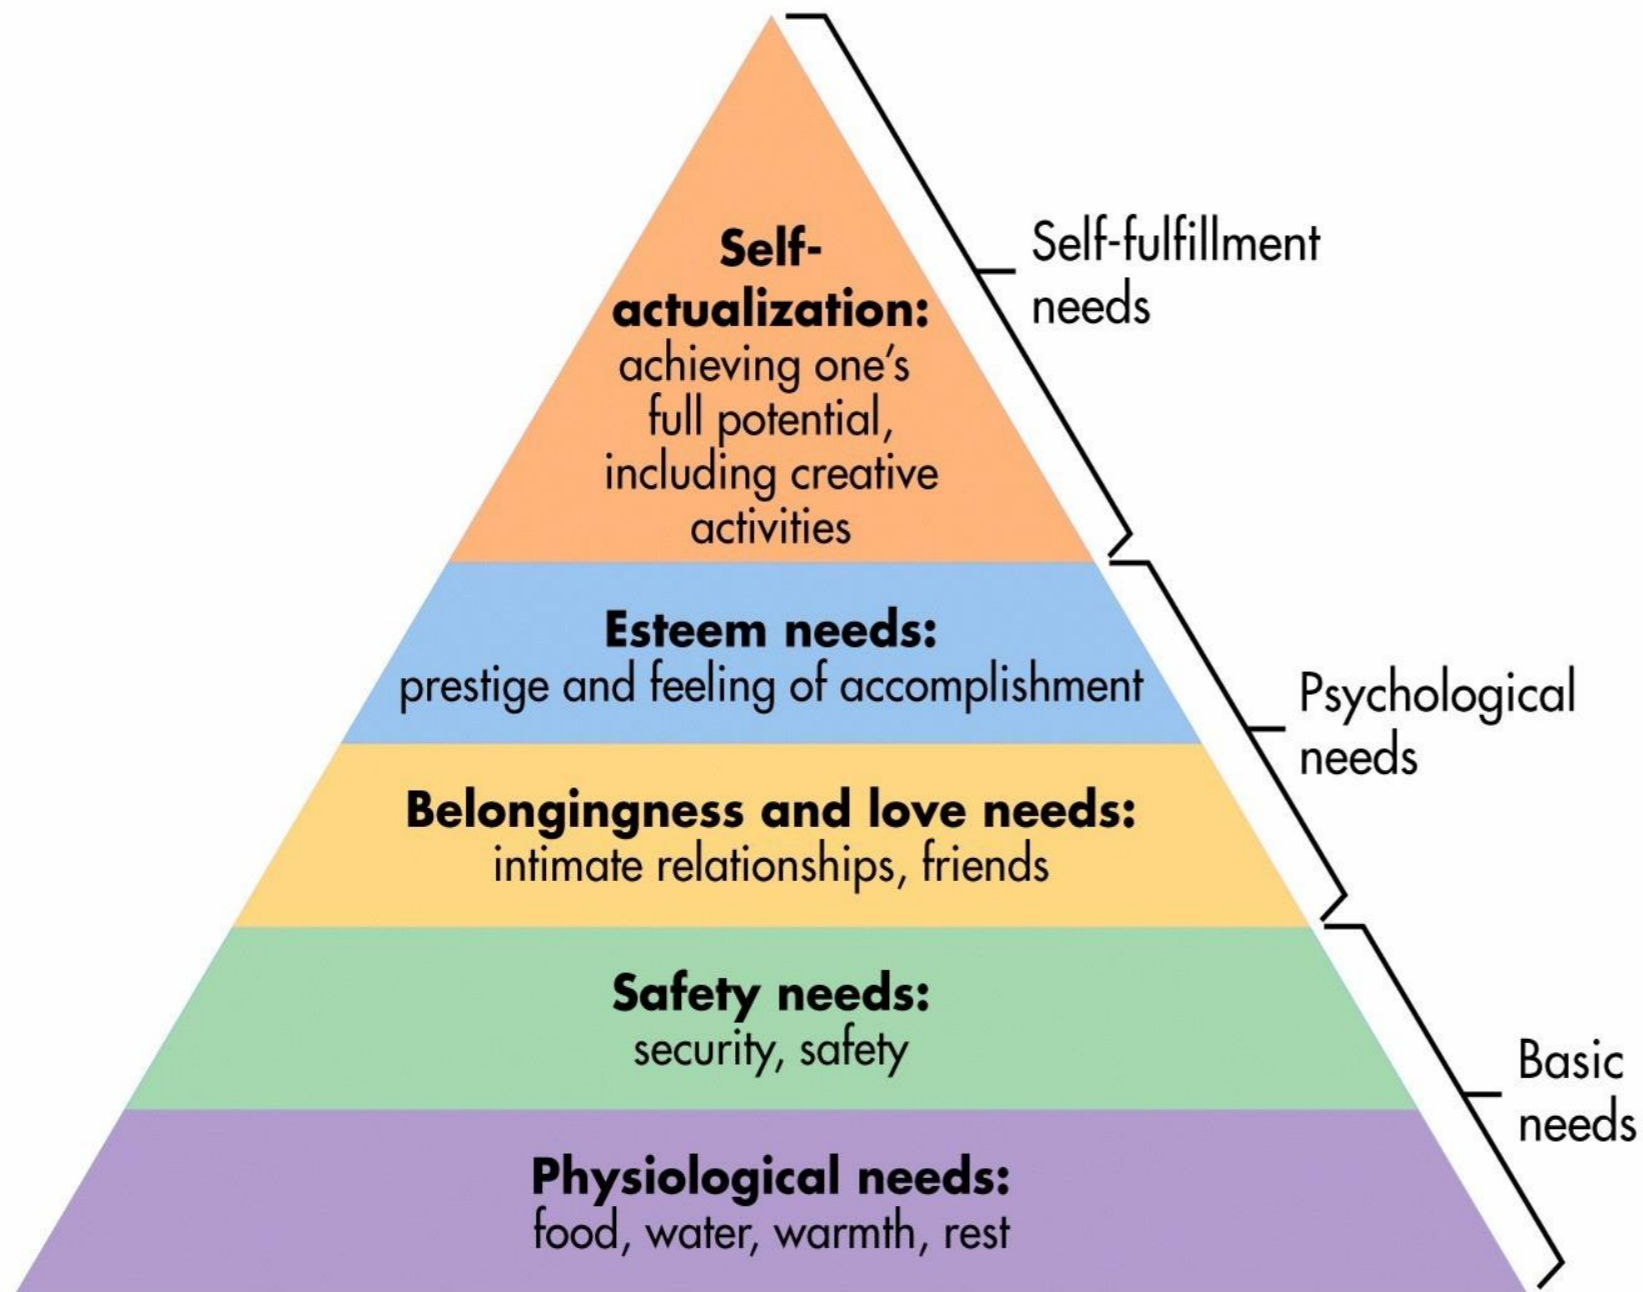 Self-
actualization:
achieving one’s
full potential,
including creative
activities
Self-fulfillment
needs
Esteem needs:
prestige and feeling of accomplishment
Psychological
needs
Belongingness and love needs:
intimate relationships, friends
Safety needs:
security, safety
Basic
needs
Physiological needs:
food, water, warmth, rest